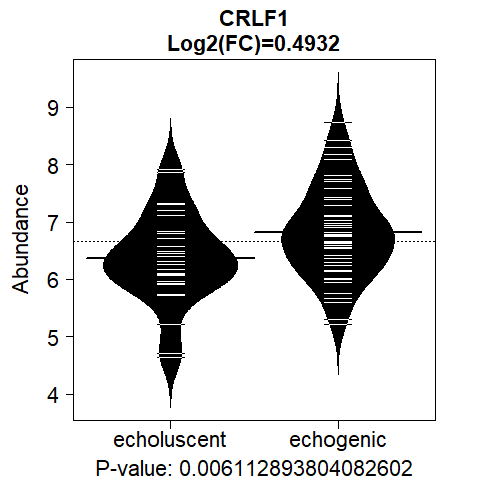 CRLF1
Log2(FC)=0.4932
Abundance
9
8
7
6
5
4
echoluscent echogenic
P-value: 0.006112893804082602